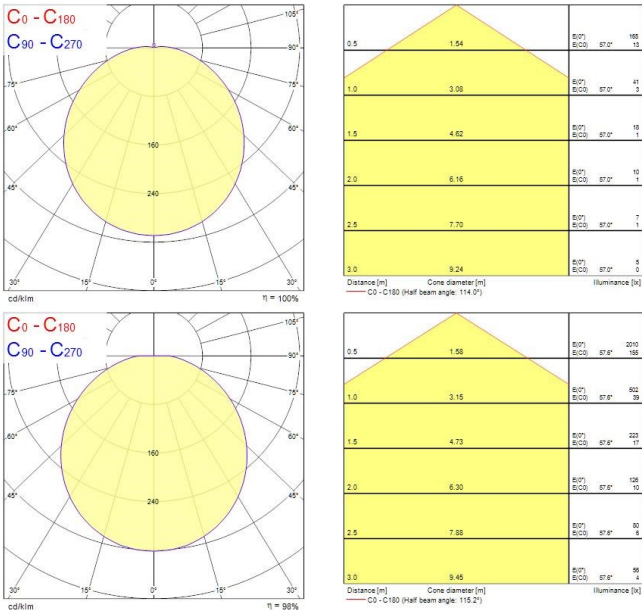 C0 - C180
C90 - C270
105°
90°
75°
75°
60°
60°
45°
45°
160
240
30°
15°
0°
15°
30°
cd/klm
η = 100%
0.5
1.54
E(0°)
E(C0)
57.0°
168
13
1.0
3.08
E(0°)
E(C0)
57.0°
41
3
1.5
4.62
E(0°)
E(C0)
57.0°
18
1
2.0
6.16
E(0°)
E(C0)
57.0°
10
1
2.5
7.70
E(0°)
E(C0)
57.0°
7
1
3.0
9.24
E(0°)
E(C0)
57.0°
5
0
Distance [m]
Cone diameter [m]
Illuminance [lx]
C0 - C180 (Half beam angle: 114.0°)
C0 - C180
C90 - C270
105°
90°
75°
75°
60°
60°
45°
45°
160
240
30°
15°
0°
15°
30°
cd/klm
η = 98%
0.5
1.58
E(0°)
E(C0)
57.6°
2010
155
1.0
3.15
E(0°)
E(C0)
57.6°
502
39
1.5
4.73
E(0°)
E(C0)
57.6°
223
17
2.0
6.30
E(0°)
E(C0)
57.6°
126
10
2.5
7.88
E(0°)
E(C0)
57.6°
80
6
3.0
9.45
E(0°)
E(C0)
57.6°
56
4
Distance [m]
Cone diameter [m]
Illuminance [lx]
C0 - C180 (Half beam angle: 115.2°)